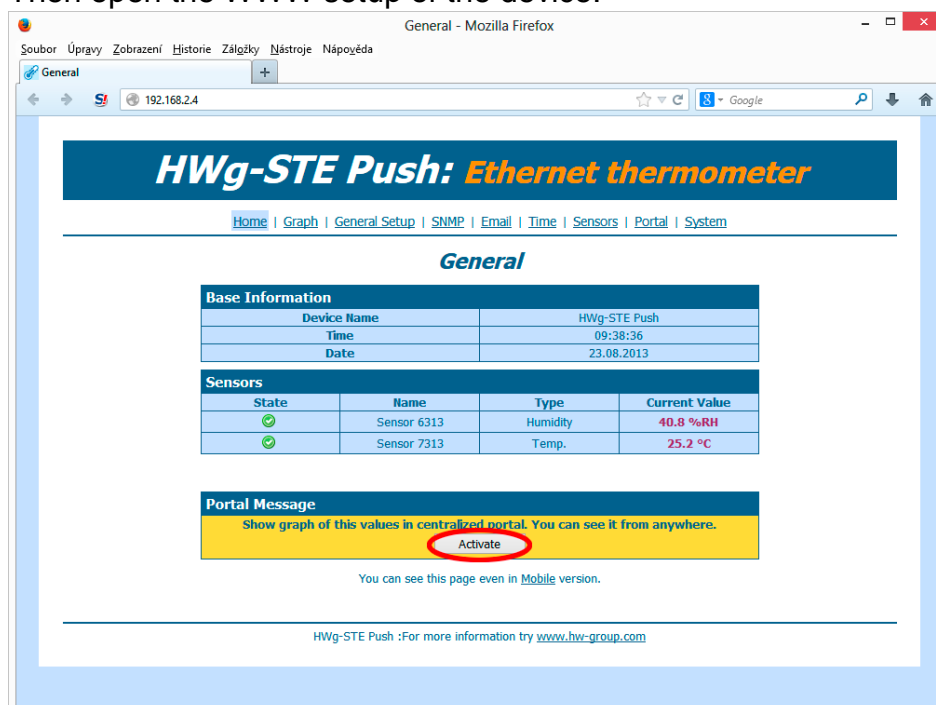 Then open the WWW setup of the device:
General - Mozilla Firefox
Soubor Úpravy Zobrazení Historie Záložky Nástroje Nápověda
General
S! 192.168.2.4 Google
HWg-STE Push: Ethernet thermometer
Home | Graph | General Setup | SNMP | Email | Time | Sensors | Portal | System
General
Base Information
Device Name HWg-STE Push
Time 09:38:36
Date 23.08.2013
Sensors
State Name Type Current Value
Sensor 6313 Humidity 40.8 %RH
Sensor 7313 Temp. 25.2 °C
Portal Message
Show graph of this values in centralized portal. You can see it from anywhere.
Activate
You can see this page even in Mobile version.
HWg-STE Push :For more information try www.hw-group.com